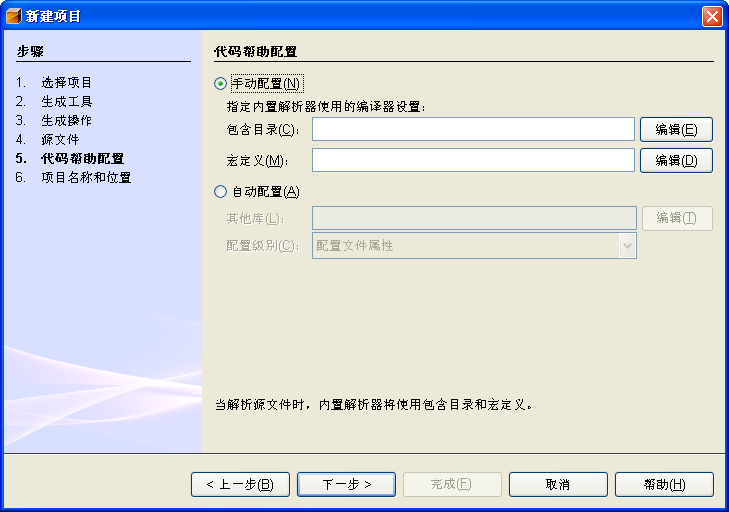 新建项目
步骤
1. 选择项目
2. 生成工具
3. 生成操作
4. 源文件
5. 代码帮助配置
6. 项目名称和位置
代码帮助配置
手动配置(N)
指定内置解析器使用的编译器设置:
包含目录(C): 编辑(E)
宏定义(M): 编辑(D)
自动配置(A)
其他库(L): 编辑(T)
配置级别(C): 配置文件属性
当解析源文件时，内置解析器将使用包含目录和宏定义。
< 上一步(B) 下一步 > 完成(F) 取消 帮助(H)